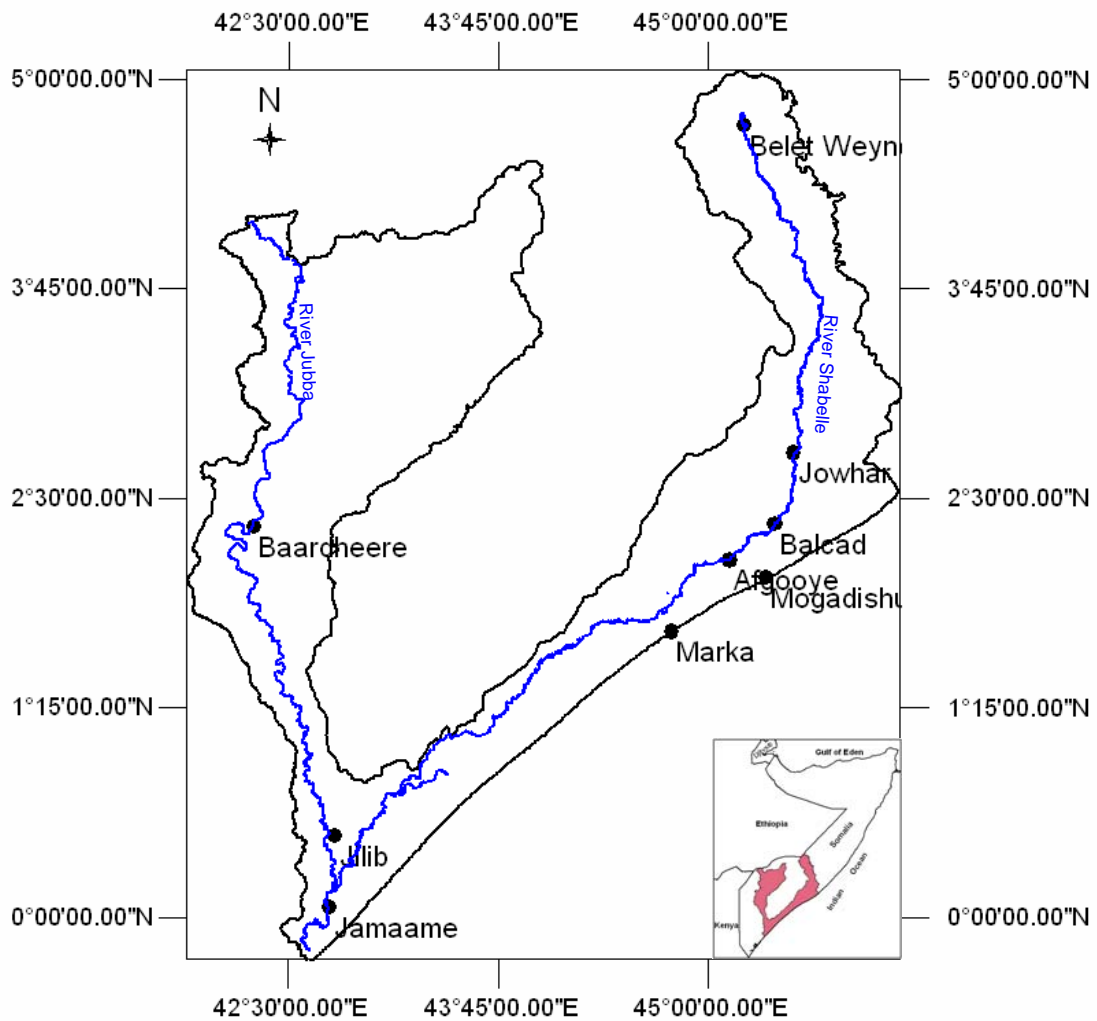 42°30'00.00"E 43°45'00.00"E 45°00'00.00"E
5°00'00.00"N 5°00'00.00"N
N
Belet Weyn
3°45'00.00"N 3°45'00.00"N
River Jubba
River Shabelle
Jowhar
2°30'00.00"N 2°30'00.00"N
Baardheere
Balcad
Afgooye
Mogadishu
Marka
1°15'00.00"N 1°15'00.00"N
Gulf of Eden
Ethiopia
Somalia
Indian Ocean
Kenya
Jilib
0°00'00.00"N 0°00'00.00"N
Jamaame
42°30'00.00"E 43°45'00.00"E 45°00'00.00"E